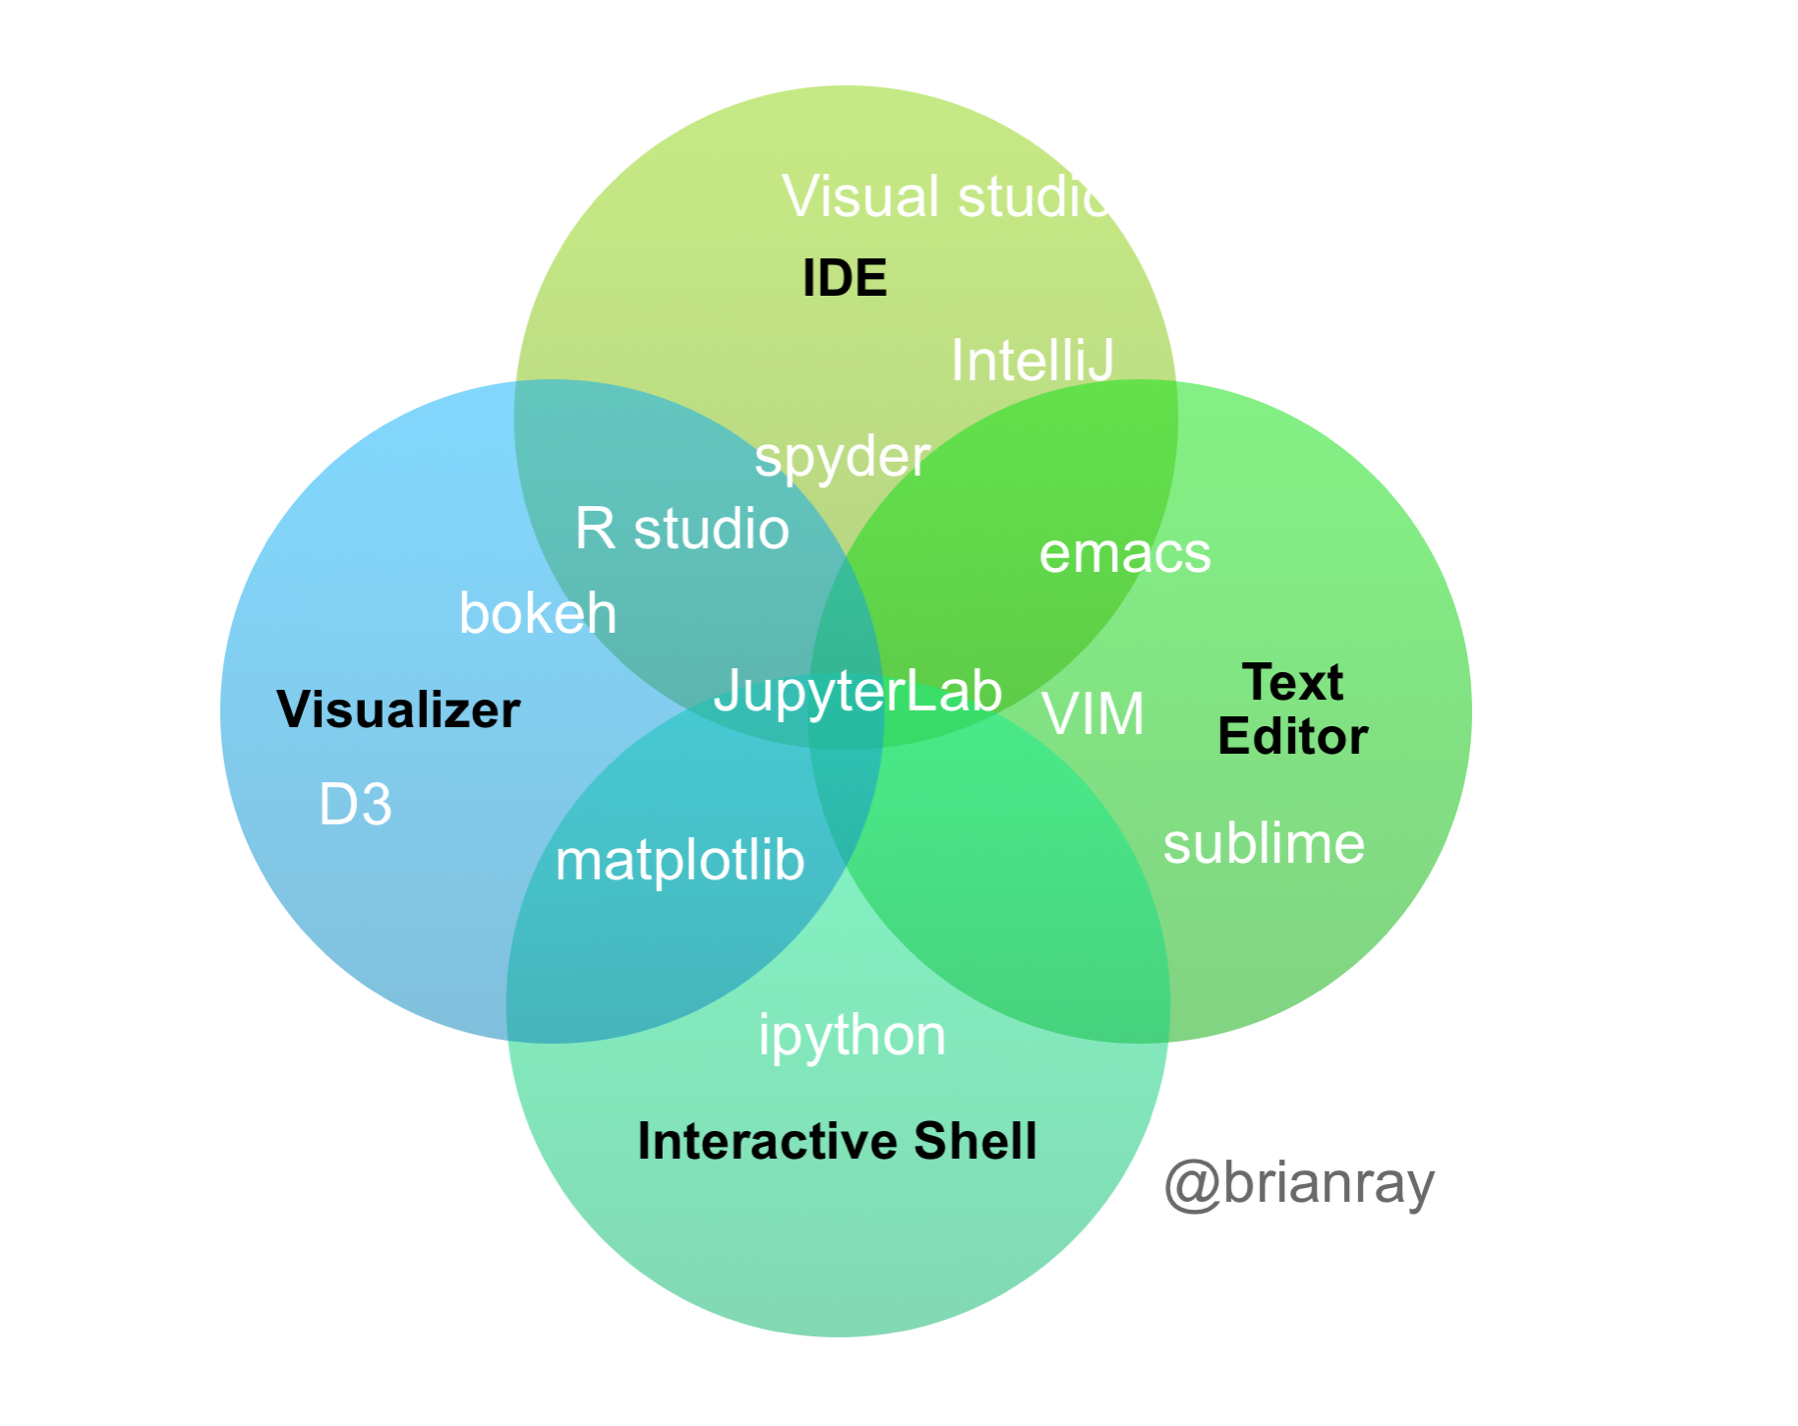 Visual studio
IDE
IntelliJ
spyder
R studio
emacs
bokeh
JupyterLab
Visualizer
VIM
Text
Editor
D3
matplotlib
sublime
ipython
Interactive Shell
@brianray